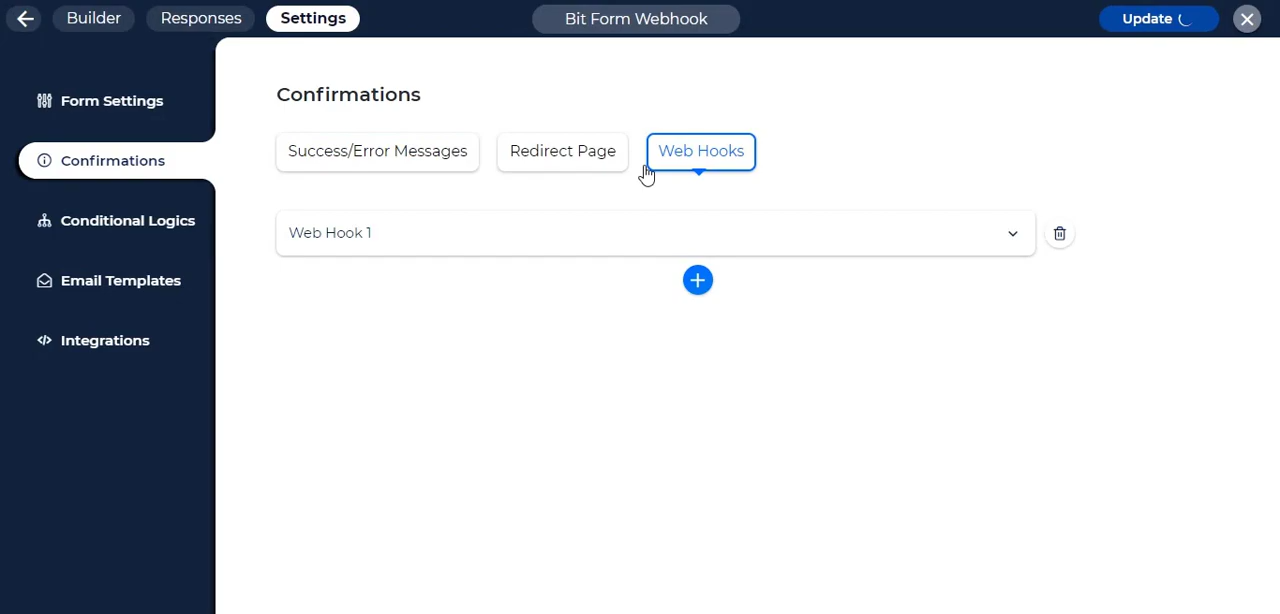 Builder
Responses
Settings
Bit Form Webhook
Update
Form Settings
Confirmations
Conditional Logics
Email Templates
Integrations
Confirmations
Success/Error Messages
Redirect Page
Web Hooks
Web Hook 1